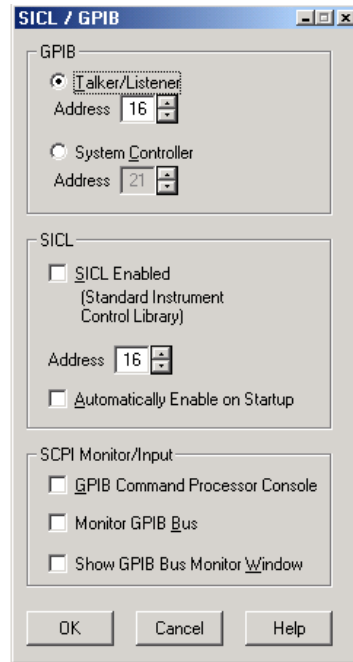 SICL / GPIB
GPIB
Talker/Listener
Address 16
System Controller
Address 21
SICL
SICL Enabled
(Standard Instrument
Control Library)
Address 16
Automatically Enable on Startup
SCPI Monitor/Input
GPIB Command Processor Console
Monitor GPIB Bus
Show GPIB Bus Monitor Window
OK Cancel Help